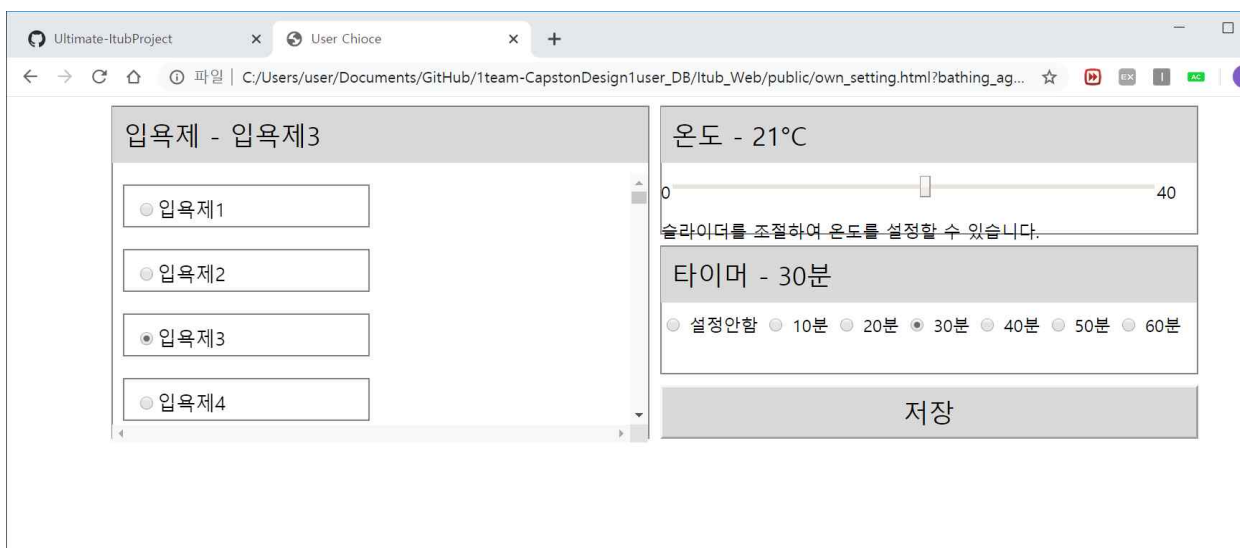 Ultimate-ItubProject
User Chioce
파일 | C:/Users/user/Documents/GitHub/1team-CapstonDesign1user_DB/Itub_Web/public/own_setting.html?bathing_ag...
EX
AC
입욕제 - 입욕제3
입욕제1
입욕제2
입욕제3
입욕제4
온도 - 21°C
0 40
슬라이더를 조절하여 온도를 설정할 수 있습니다.
타이머 - 30분
설정안함 10분 20분 30분 40분 50분 60분
저장